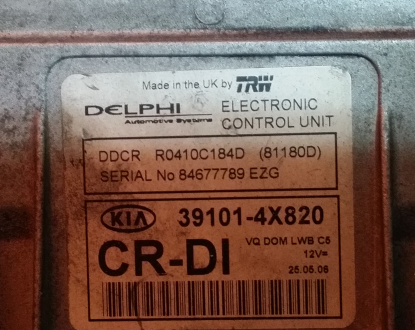 Made in the UK by TRW
DELPHI ELECTRONIC
Automotive Systems CONTROL UNIT
DDCR R0410C184D (81180D)
SERIAL No 84677789 EZG
KIA 39101-4X820
CR-DI VQ DOM LWB C5
12V=
25.05.06